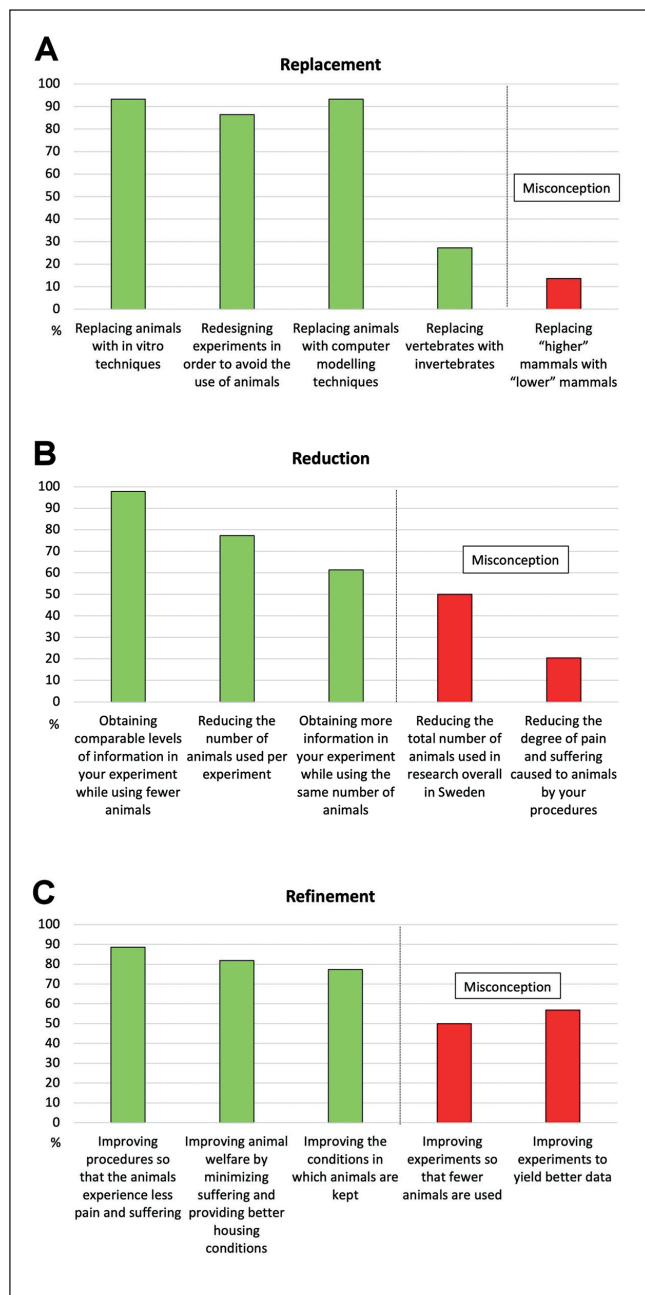 A
Replacement
100
90
80
70
60
50
40
30
20
10
0
%
Misconception
Replacing animals
with in vitro
techniques
Redesigning
experiments in
order to avoid the
use of animals
Replacing animals
with computer
modelling
techniques
Replacing
vertebrates with
invertebrates
Replacing
“higher”
mammals with
“lower” mammals
B
Reduction
100
90
80
70
60
50
40
30
20
10
0
%
Misconception
Obtaining
comparable levels
of information in
your experiment
while using fewer
animals
Reducing the
number of
animals used per
experiment
Obtaining more
information in
your experiment
while using the
same number of
animals
Reducing the
total number of
animals used in
research overall
in Sweden
Reducing the
degree of pain
and suffering
caused to animals
by your
procedures
C
Refinement
100
90
80
70
60
50
40
30
20
10
0
%
Misconception
Improving
procedures so
that the animals
experience less
pain and suffering
Improving animal
welfare by
minimizing
suffering and
providing better
housing
conditions
Improving the
conditions in
which animals are
kept
Improving
experiments so
that fewer
animals are used
Improving
experiments to
yield better data